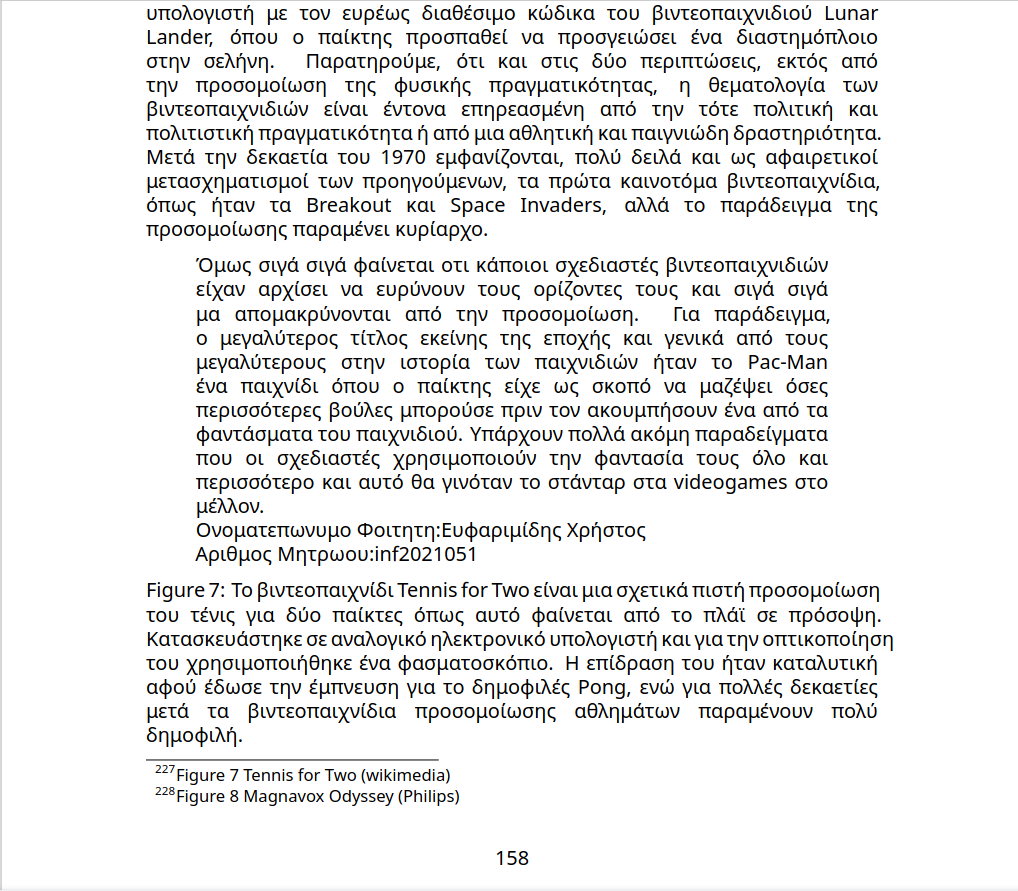 υπολογιστή με τον ευρέως διαθέσιμο κώδικα του βιντεοπαιχνιδιού Lunar
Lander, όπου ο παίκτης προσπαθεί να προσγειώσει ένα διαστημόπλοιο
στην σελήνη. Παρατηρούμε, ότι και στις δύο περιπτώσεις, εκτός από
την προσομοίωση της φυσικής πραγματικότητας, η θεματολογία των
βιντεοπαιχνιδιών είναι έντονα επηρεασμένη από την τότε πολιτική και
πολιτιστική πραγματικότητα ή από μια αθλητική και παιγνιώδη δραστηριότητα.
Μετά την δεκαετία του 1970 εμφανίζονται, πολύ δειλά και ως αφαιρετικοί
μετασχηματισμοί των προηγούμενων, τα πρώτα καινοτόμα βιντεοπαιχνίδια,
όπως ήταν τα Breakout και Space Invaders, αλλά το παράδειγμα της
προσομοίωσης παραμένει κυρίαρχο.
Όμως σιγά σιγά φαίνεται οτι κάποιοι σχεδιαστές βιντεοπαιχνιδιών
είχαν αρχίσει να ευρύνουν τους ορίζοντες τους και σιγά σιγά
μα απομακρύνονται από την προσομοίωση. Για παράδειγμα,
ο μεγαλύτερος τίτλος εκείνης της εποχής και γενικά από τους
μεγαλύτερους στην ιστορία των παιχνιδιών ήταν το Pac-Man
ένα παιχνίδι όπου ο παίκτης είχε ως σκοπό να μαζέψει όσες
περισσότερες βούλες μπορούσε πριν τον ακουμπήσουν ένα από τα
φαντάσματα του παιχνιδιού. Υπάρχουν πολλά ακόμη παραδείγματα
που οι σχεδιαστές χρησιμοποιούν την φαντασία τους όλο και
περισσότερο και αυτό θα γινόταν το στάνταρ στα videogames στο
μέλλον.
Ονοματεπωνυμο Φοιτητη:Ευφαριμίδης Χρήστος
Αριθμος Μητρωου:inf2021051
Figure 7: Το βιντεοπαιχνίδι Tennis for Two είναι μια σχετικά πιστή προσομοίωση
του τένις για δύο παίκτες όπως αυτό φαίνεται από το πλάϊ σε πρόσοψη.
Κατασκευάστηκε σε αναλογικό ηλεκτρονικό υπολογιστή και για την οπτικοποίηση
του χρησιμοποιήθηκε ένα φασματοσκόπιο. Η επίδραση του ήταν καταλυτική
αφού έδωσε την έμπνευση για το δημοφιλές Pong, ενώ για πολλές δεκαετίες
μετά τα βιντεοπαιχνίδια προσομοίωσης αθλημάτων παραμένουν πολύ
δημοφιλή.
227Figure 7 Tennis for Two (wikimedia)
228Figure 8 Magnavox Odyssey (Philips)
158